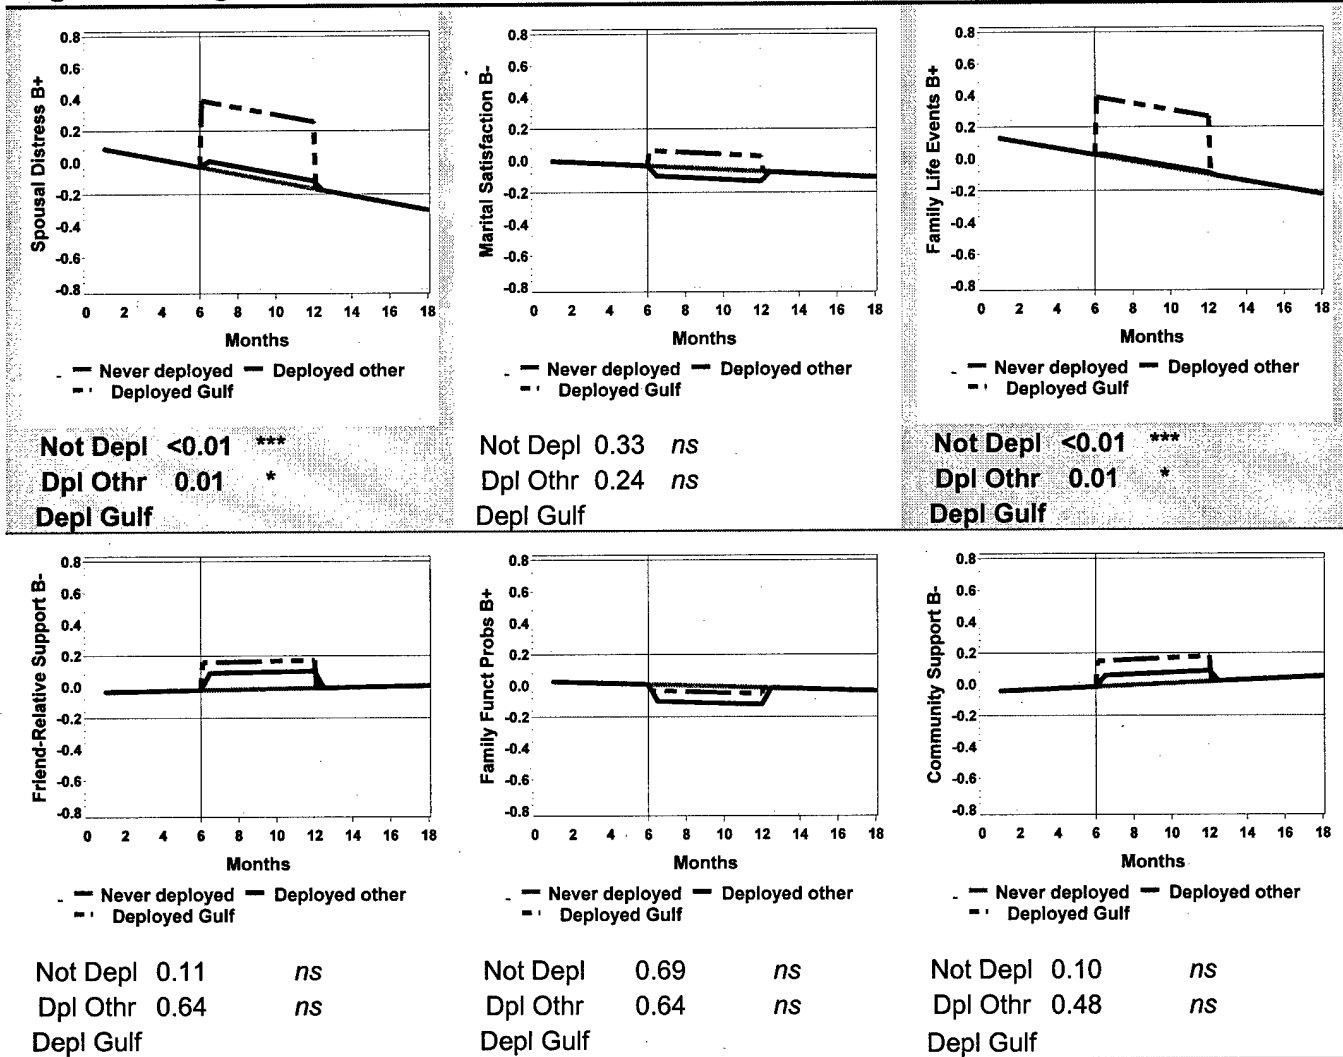 Spousal Distress B+
0.8
0.6
0.4
0.2
0.0
-0.2
-0.4
-0.6
-0.8
0 2 4 6 8 10 12 14 16 18
Months
Never deployed Deployed other
Deployed Gulf
Not Depl <0.01 ***
Dpl Othr 0.01 *
Depl Gulf
Marital Satisfaction B-
0.8
0.6
0.4
0.2
0.0
-0.2
-0.4
-0.6
-0.8
0 2 4 6 8 10 12 14 16 18
Months
Never deployed Deployed other
Deployed Gulf
Not Depl 0.33 ns
Dpl Othr 0.24 ns
Depl Gulf
Family Life Events B+
0.8
0.6
0.4
0.2
0.0
-0.2
-0.4
-0.6
-0.8
0 2 4 6 8 10 12 14 16 18
Months
Never deployed Deployed other
Deployed Gulf
Not Depl <0.01 ***
Dpl Othr 0.01 *
Depl Gulf
Friend-Relative Support B-
0.8
0.6
0.4
0.2
0.0
-0.2
-0.4
-0.6
-0.8
0 2 4 6 8 10 12 14 16 18
Months
Never deployed Deployed other
Deployed Gulf
Not Depl 0.11 ns
Dpl Othr 0.64 ns
Depl Gulf
Family Funct Probs B+
0.8
0.6
0.4
0.2
0.0
-0.2
-0.4
-0.6
-0.8
0 2 4 6 8 10 12 14 16 18
Months
Never deployed Deployed other
Deployed Gulf
Not Depl 0.69 ns
Dpl Othr 0.64 ns
Depl Gulf
Community Support B-
0.8
0.6
0.4
0.2
0.0
-0.2
-0.4
-0.6
-0.8
0 2 4 6 8 10 12 14 16 18
Months
Never deployed Deployed other
Deployed Gulf
Not Depl 0.10 ns
Dpl Othr 0.48 ns
Depl Gulf